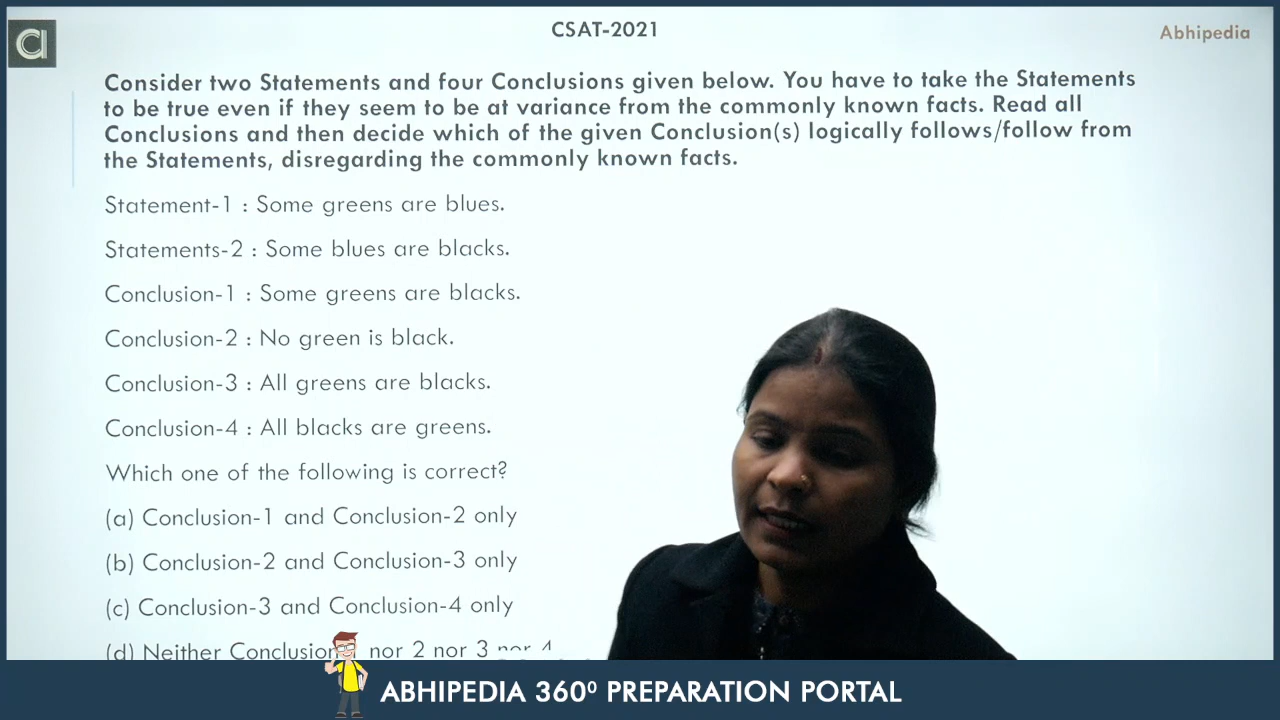 CSAT-2021
Abhipedia
Consider two Statements and four Conclusions given below. You have to take the Statements
to be true even if they seem to be at variance from the commonly known facts. Read all
Conclusions and then decide which of the given Conclusion(s) logically follows/follow from
the Statements, disregarding the commonly known facts.
Statement-1 : Some greens are blues.
Statements-2 : Some blues are blacks.
Conclusion-1 : Some greens are blacks.
Conclusion-2 : No green is black.
Conclusion-3 : All greens are blacks.
Conclusion-4 : All blacks are greens.
Which one of the following is correct?
(a) Conclusion-1 and Conclusion-2 only
(b) Conclusion-2 and Conclusion-3 only
(c) Conclusion-3 and Conclusion-4 only
(d) Neither Conclusion nor 2 nor 3 nor 4
ABHIPEDIA 360⁰ PREPARATION PORTAL